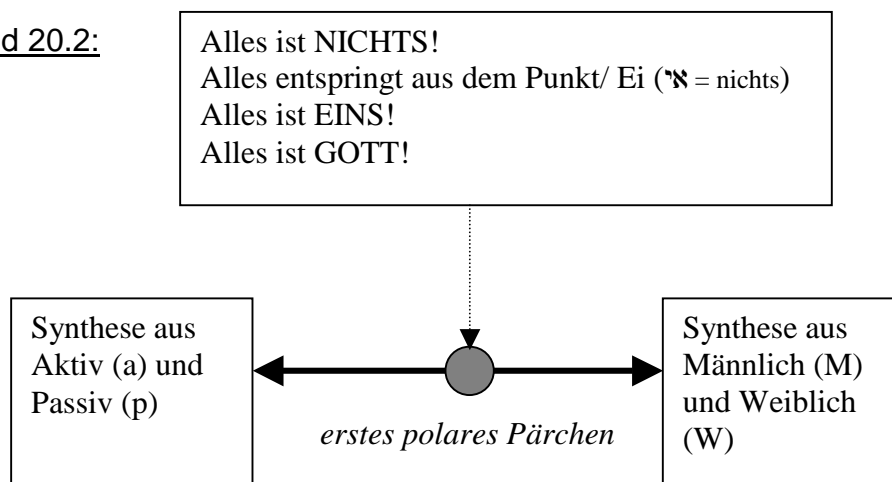 d 20.2:
Alles ist NICHTS!
Alles entspringt aus dem Punkt/ Ei (אי = nichts)
Alles ist EINS!
Alles ist GOTT!
Synthese aus
Aktiv (a) und
Passiv (p)
erstes polares Pärchen
Synthese aus
Männlich (M)
und Weiblich
(W)